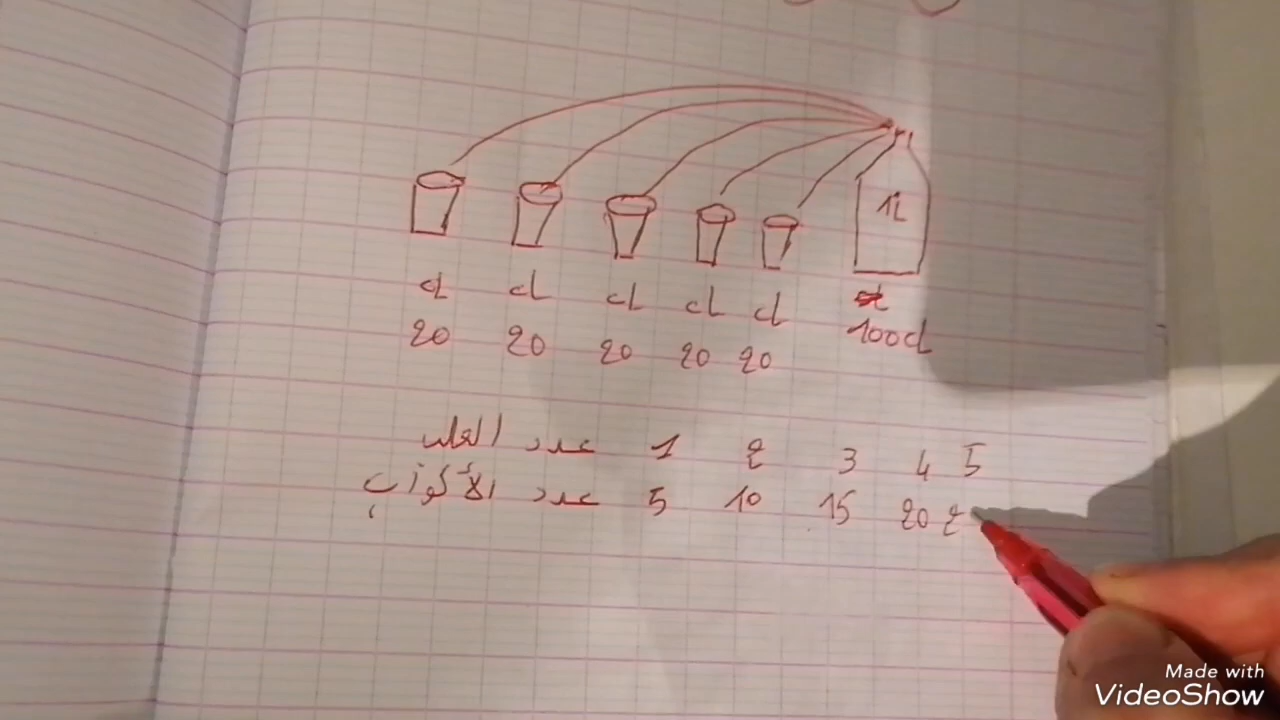 1L
cl cl cl cl cl
100cl
20 20 20 20 20
عدد العلب 1 2 3 4 5
عدد الأكواب 5 10 15 20 2
Made with
VideoShow